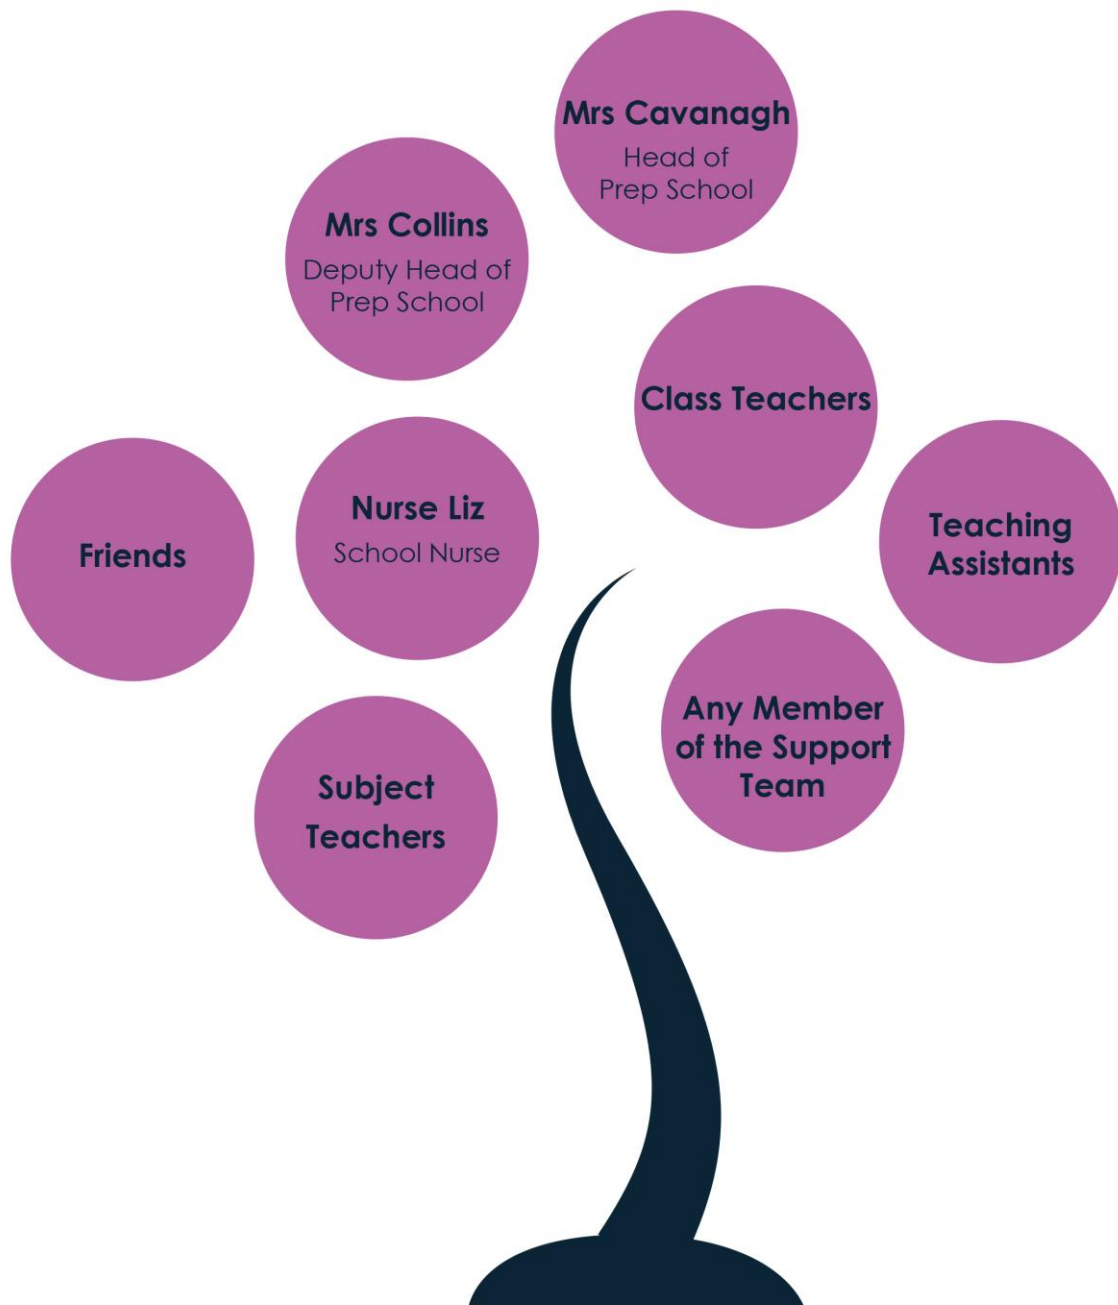 Mrs Cavanagh
Head of
Prep School
Mrs Collins
Deputy Head of
Prep School
Class Teachers
Nurse Liz
School Nurse
Friends
Teaching
Assistants
Any Member
of the Support
Team
Subject
Teachers